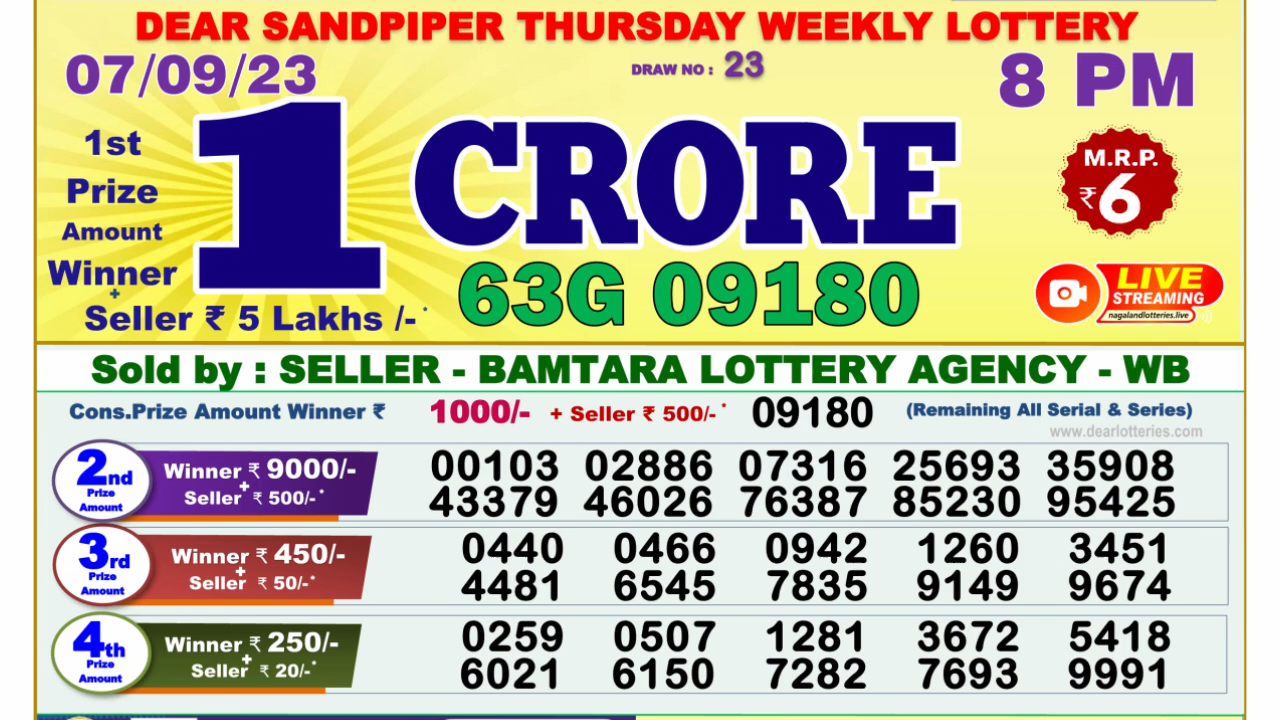 DEAR SANDPIPER THURSDAY WEEKLY LOTTERY
07/09/23
DRAW NO : 23
8 PM
1st
Prize
Amount
Winner
+
Seller ₹ 5 Lakhs /-*
1 CRORE
63G 09180
M.R.P.
₹6
LIVE
STREAMING
nagalandlotteries.live
Sold by : SELLER - BAMTARA LOTTERY AGENCY - WB
Cons.Prize Amount Winner ₹ 1000/- + Seller ₹ 500/-* 09180 (Remaining All Serial & Series)
www.dearlotteries.com
2nd
Prize
Amount
Winner ₹ 9000/-
+
Seller ₹ 500/-*
00103 02886 07316 25693 35908
43379 46026 76387 85230 95425
3rd
Prize
Amount
Winner ₹ 450/-
+
Seller ₹ 50/-*
0440 0466 0942 1260 3451
4481 6545 7835 9149 9674
4th
Prize
Amount
Winner ₹ 250/-
+
Seller ₹ 20/-*
0259 0507 1281 3672 5418
6021 6150 7282 7693 9991